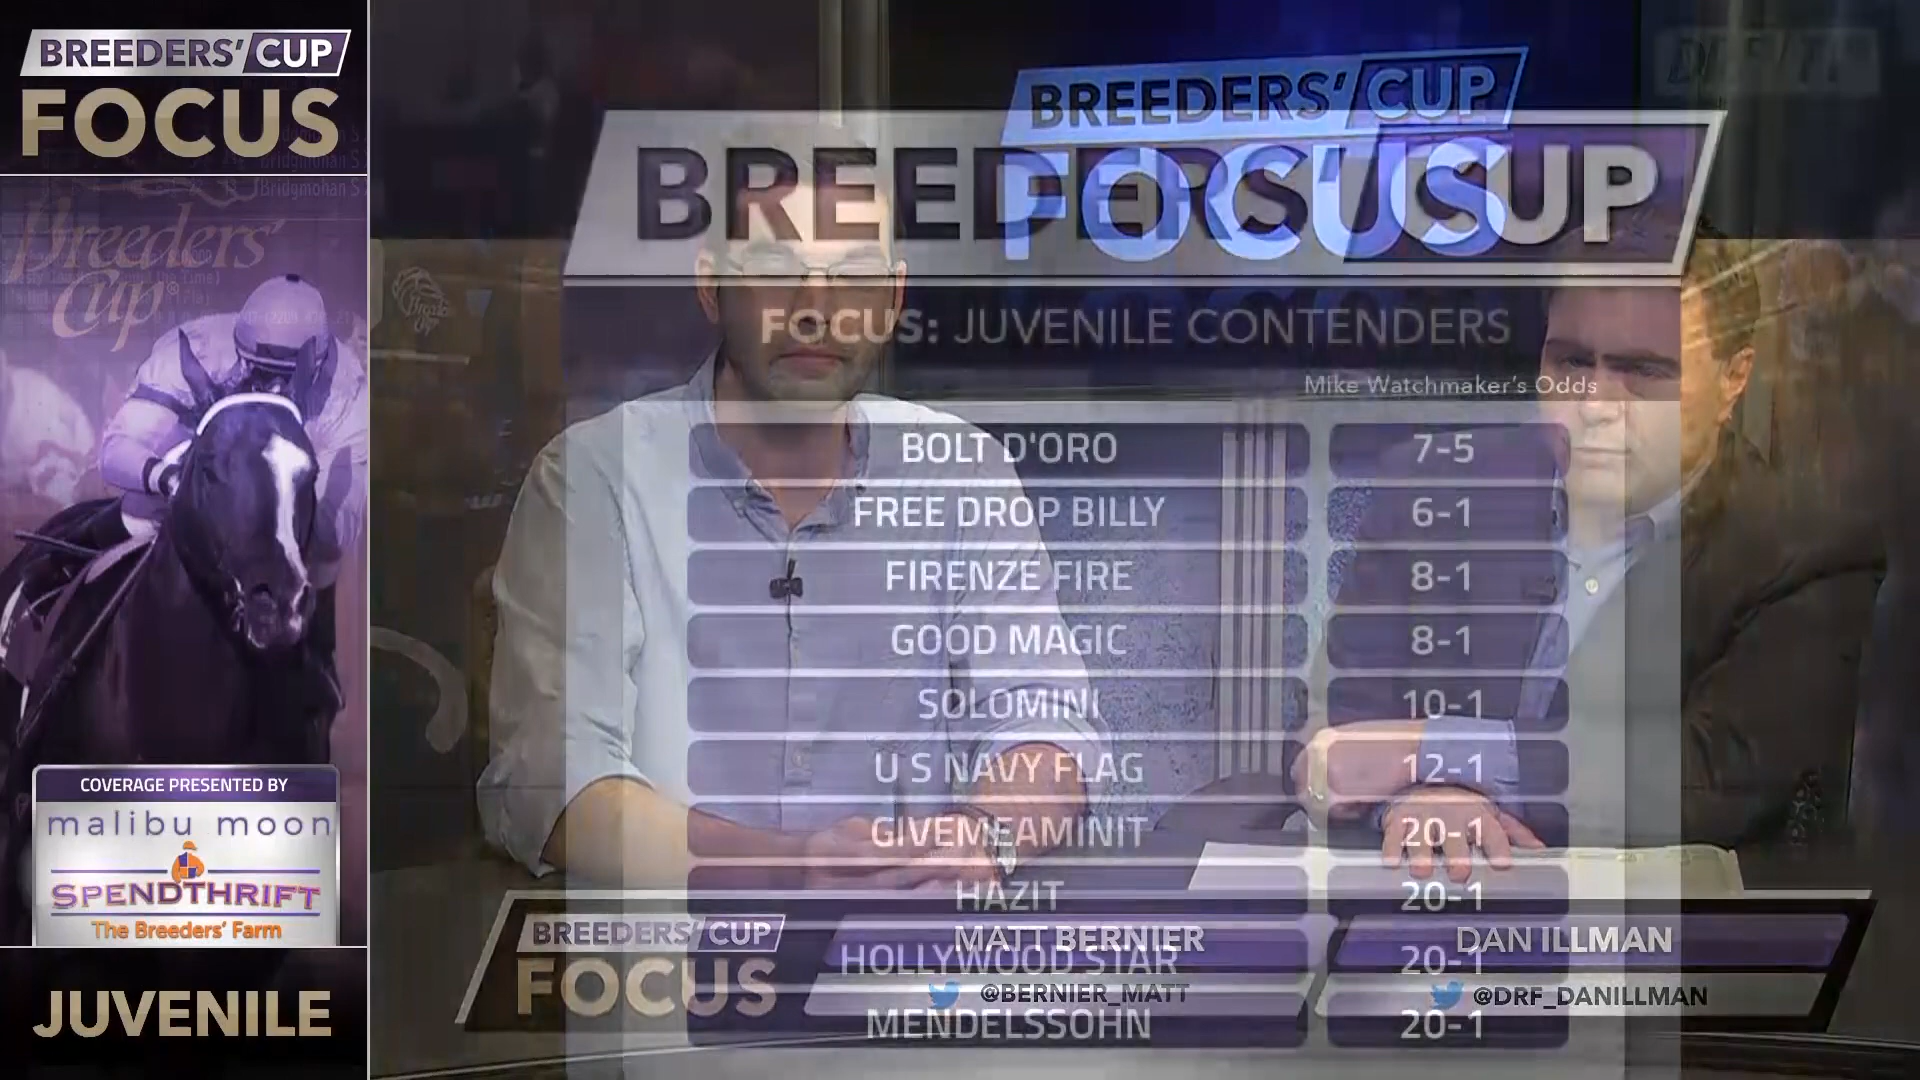 BREEDERS' CUP
FOCUS
Bridgmohan S
Breeders'
Cup
COVERAGE PRESENTED BY
malibu moon
SPENDTHRIFT
The Breeders' Farm
JUVENILE
BREEDERS' CUP
FOCUS
BREEDERS' CUP
FOCUS: JUVENILE CONTENDERS
Mike Watchmaker's Odds
BOLT D'ORO 7-5
FREE DROP BILLY 6-1
FIRENZE FIRE 8-1
GOOD MAGIC 8-1
SOLOMINI 10-1
U S NAVY FLAG 12-1
GIVEMEAMINIT 20-1
HAZIT 20-1
HOLLYWOOD STAR 20-1
MENDELSSOHN 20-1
BREEDERS' CUP
FOCUS
MATT BERNIER
@BERNIER_MATT
DAN ILLMAN
@DRF_DANILLMAN